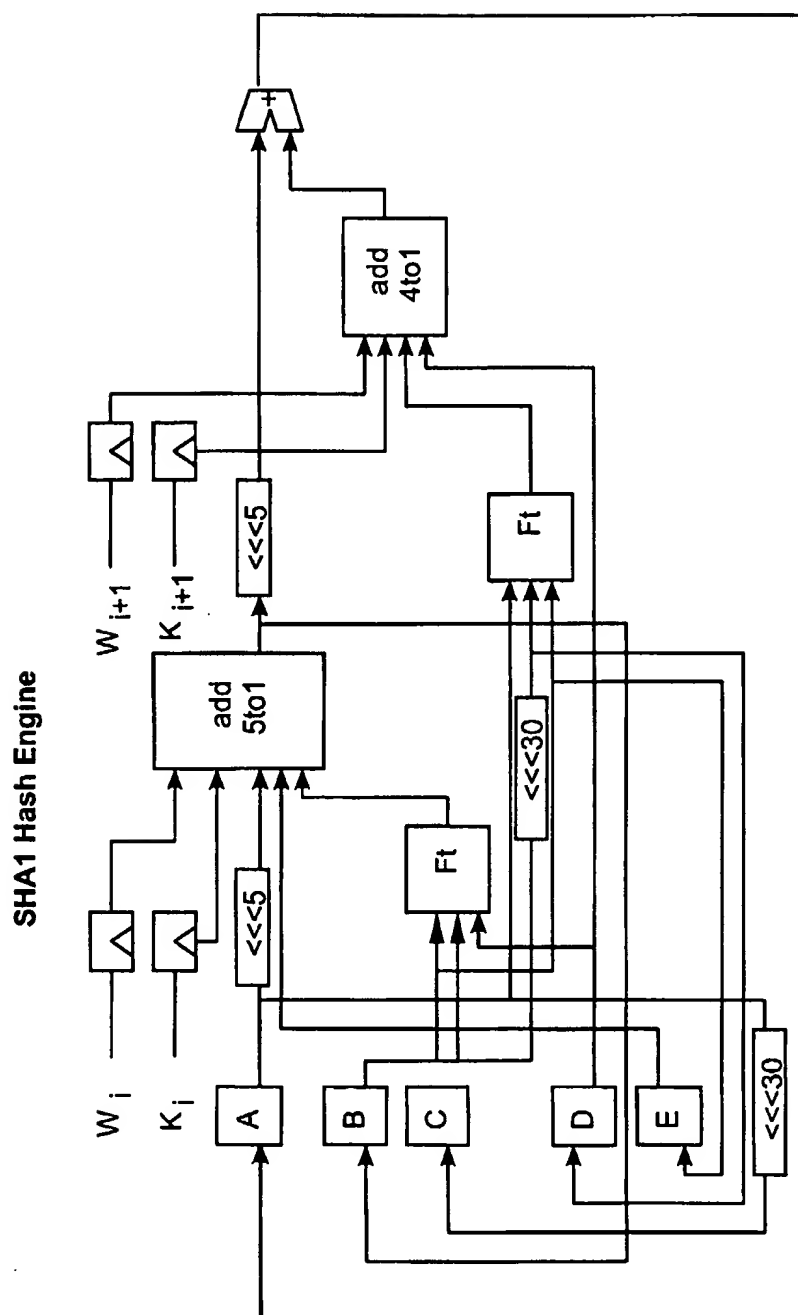 SHA1 Hash Engine
W i
K i
W i+1
K i+1
A
<<<5
add
5to1
<<<5
+
B
C
Ft
add
4to1
D
E
<<<30
Ft
<<<30